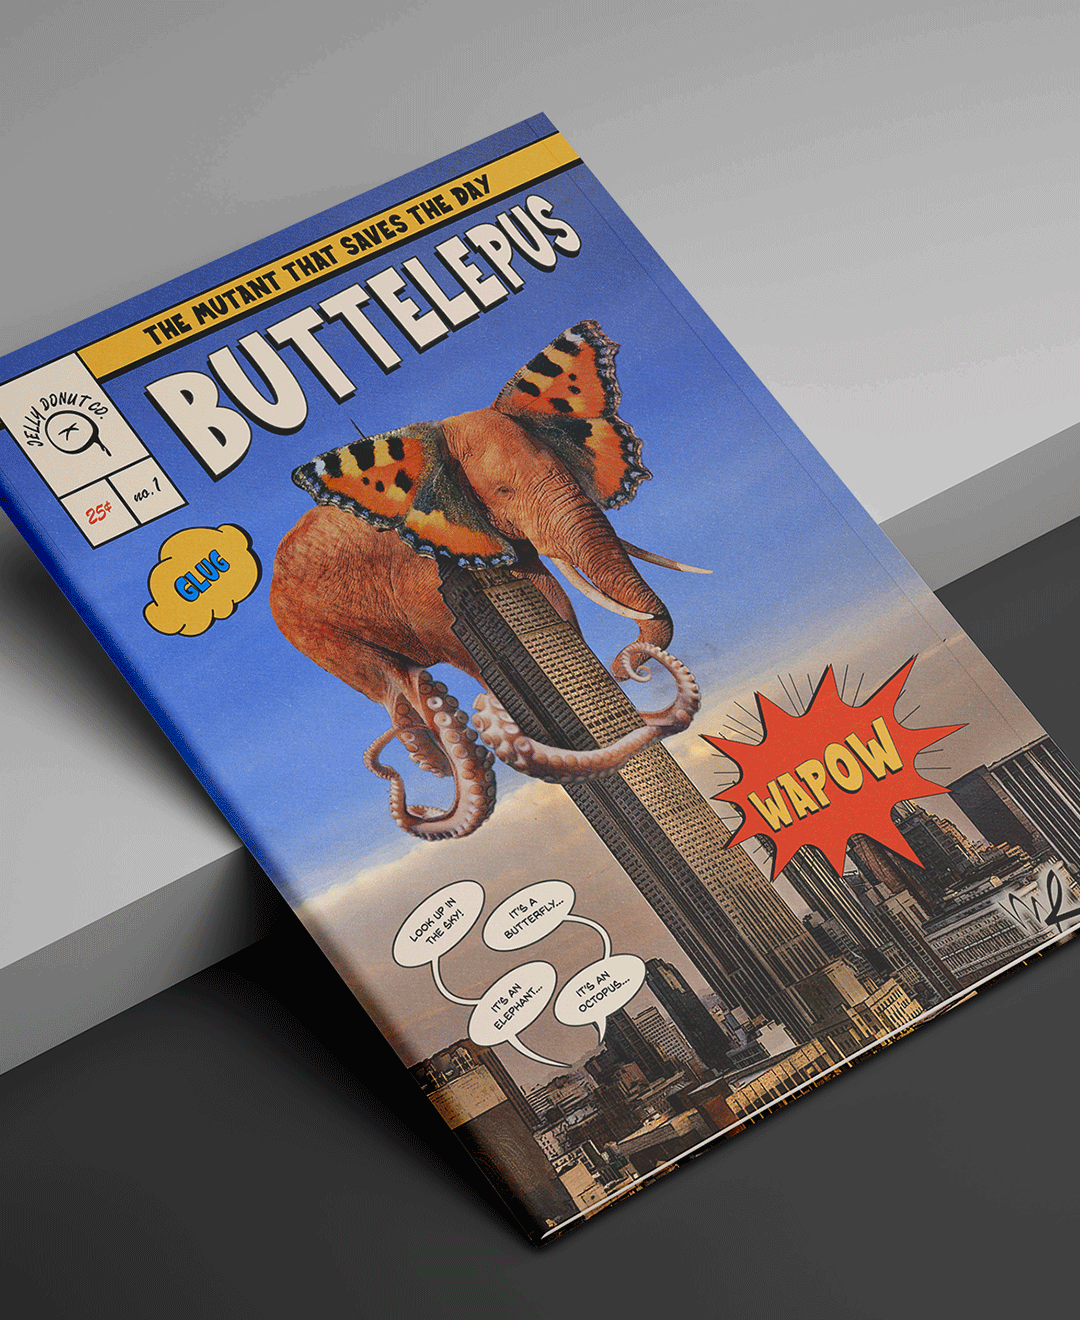 THE MUTANT THAT SAVES THE DAY
BUTTELEPUS
JELLY DONUT CO.
25¢
no.1
GLUG
WAPOW
LOOK UP IN
THE SKY!
IT'S A
BUTTERFLY...
IT'S AN
ELEPHANT...
IT'S AN
OCTOPUS...